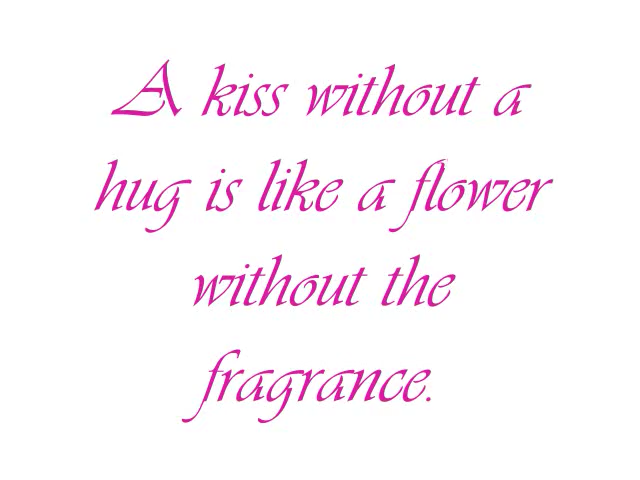 A kiss without a
hug is like a flower
without the
fragrance.